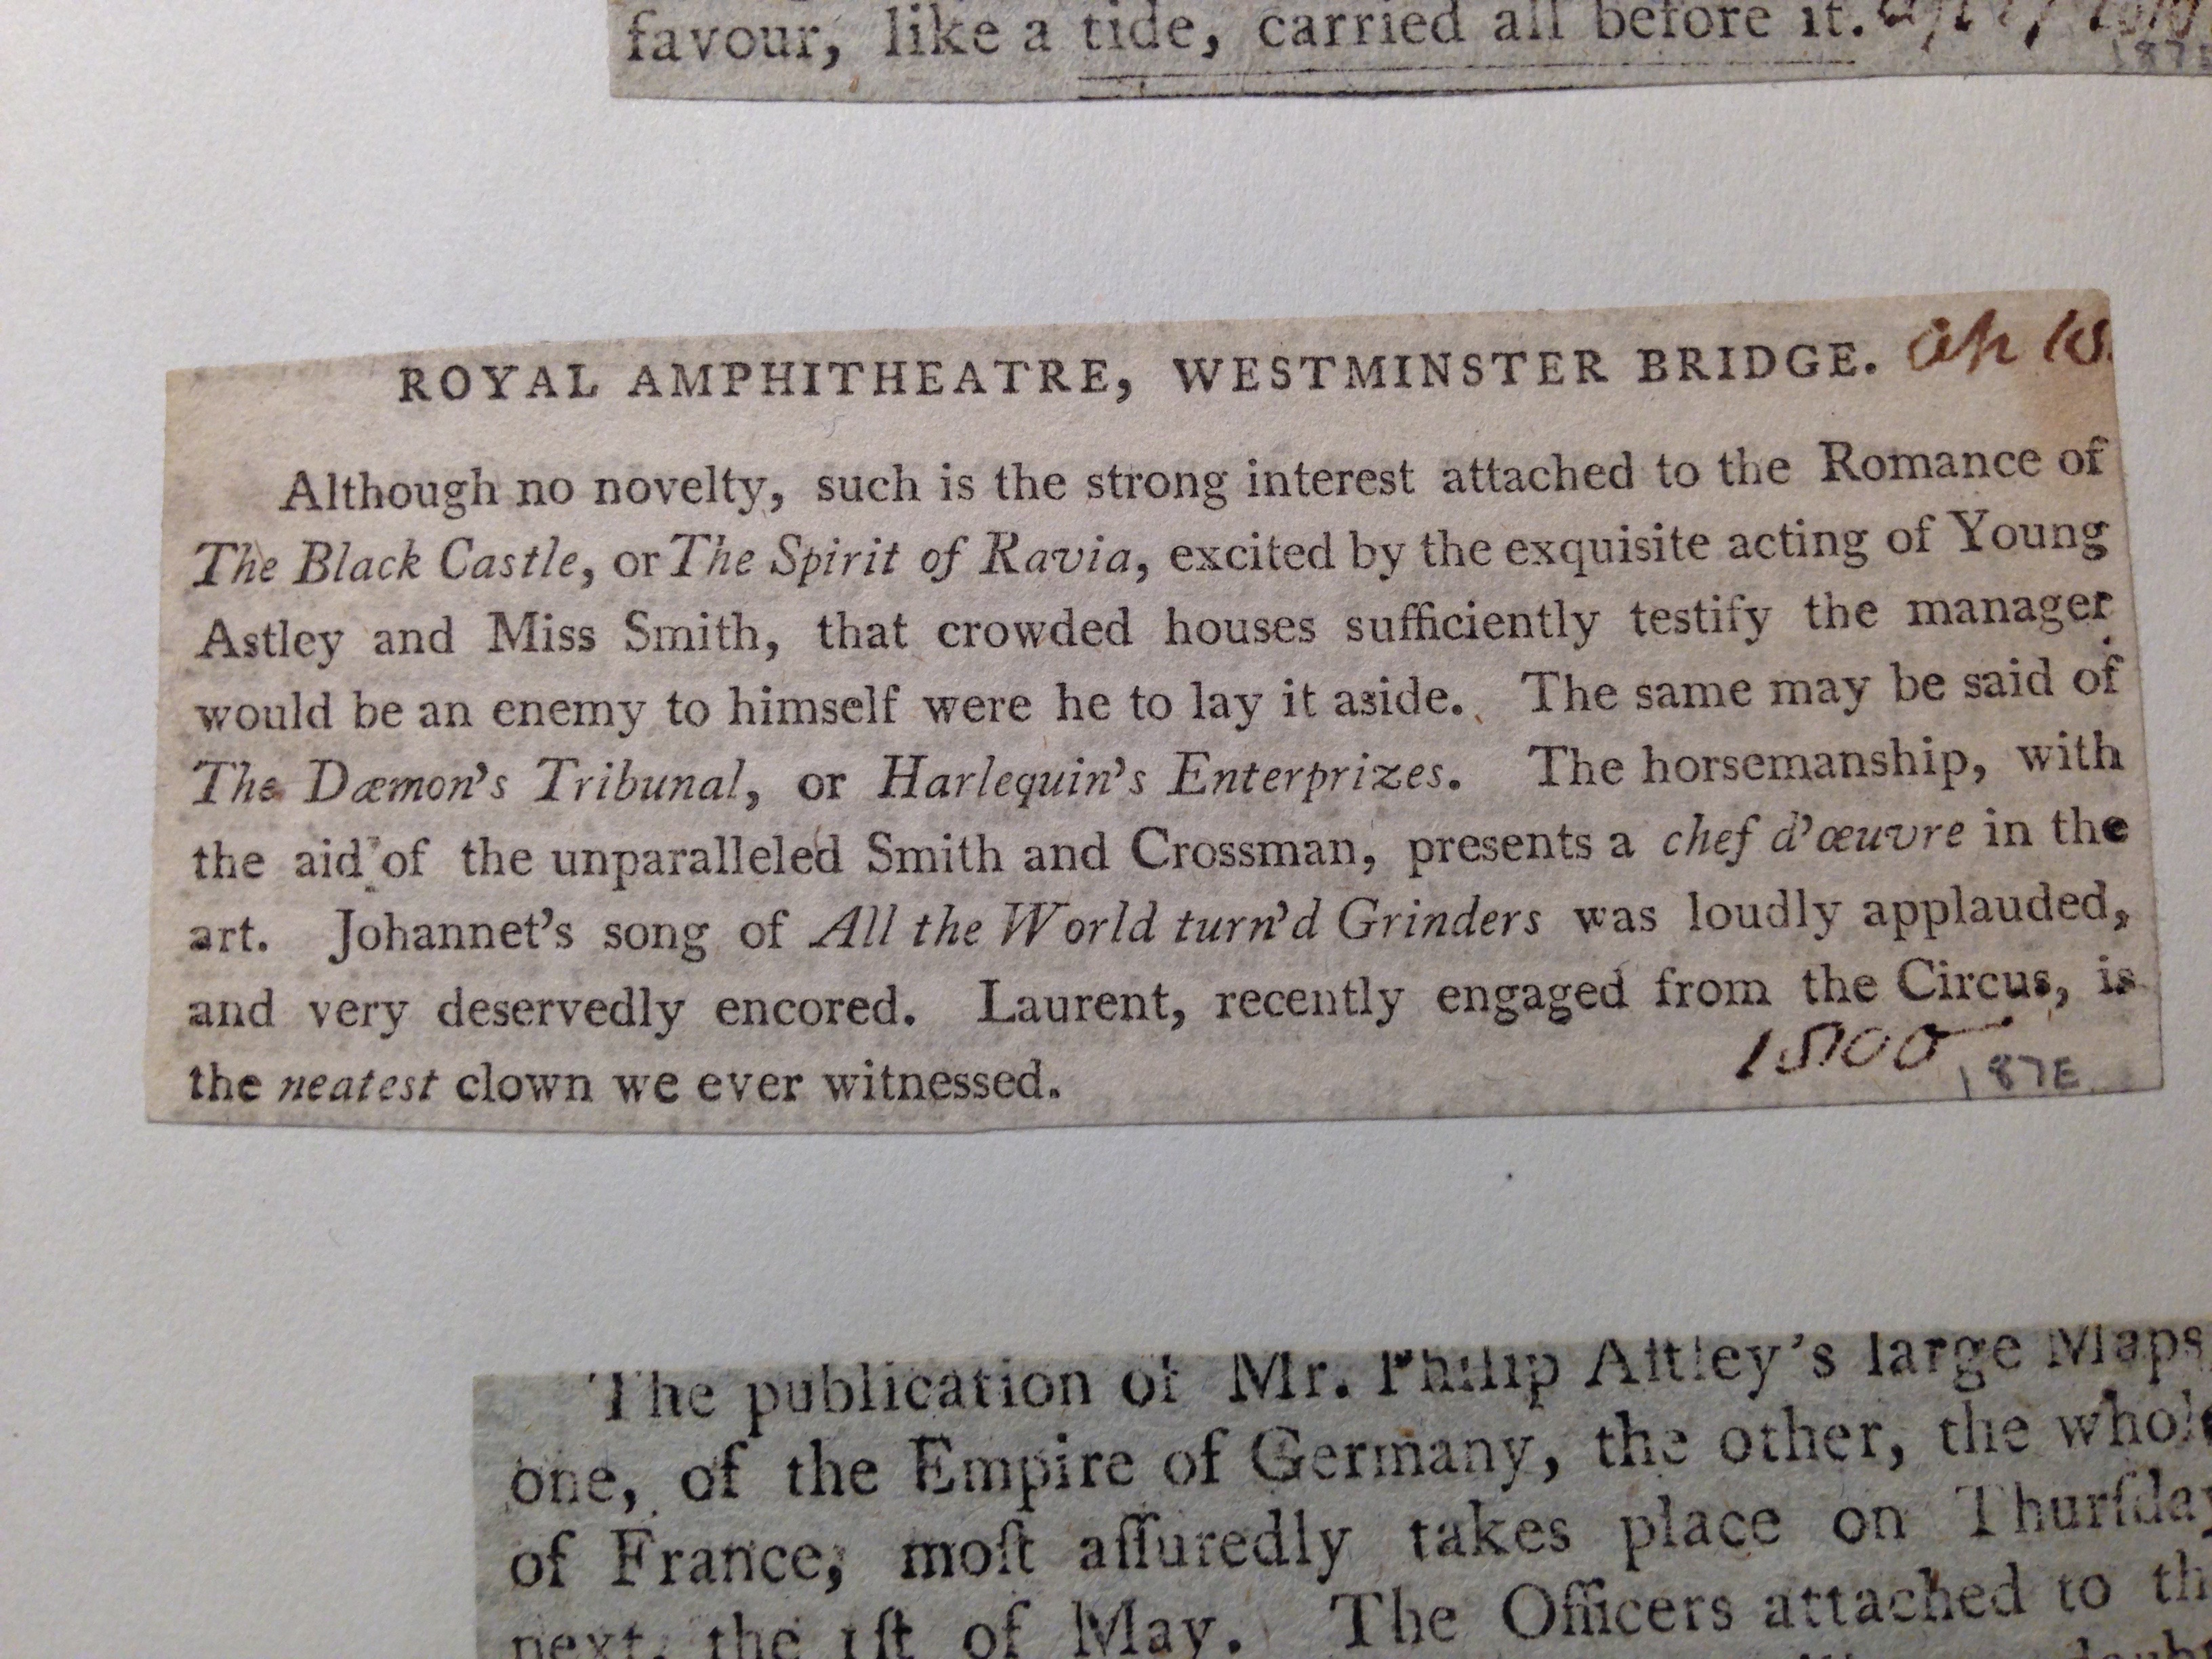 favour, like a tide, carried all before it.
187E
ROYAL AMPHITHEATRE, WESTMINSTER BRIDGE.
Although no novelty, such is the strong interest attached to the Romance of
The Black Castle, or The Spirit of Ravia, excited by the exquisite acting of Young
Astley and Miss Smith, that crowded houses sufficiently testify the manager
would be an enemy to himself were he to lay it aside. The same may be said of
The Dæmon's Tribunal, or Harlequin's Enterprizes. The horsemanship, with
the aid of the unparalleled Smith and Crossman, presents a chef d'œuvre in the
art. Johannet's song of All the World turn'd Grinders was loudly applauded,
and very deservedly encored. Laurent, recently engaged from the Circus, is
the neatest clown we ever witnessed.
1800
187E
The publication of Mr. Philip Aſtley's large Maps,
one, of the Empire of Germany, the other, the whole
of France, moſt aſſuredly takes place on Thurſday
next, the 1ſt of May. The Officers attached to